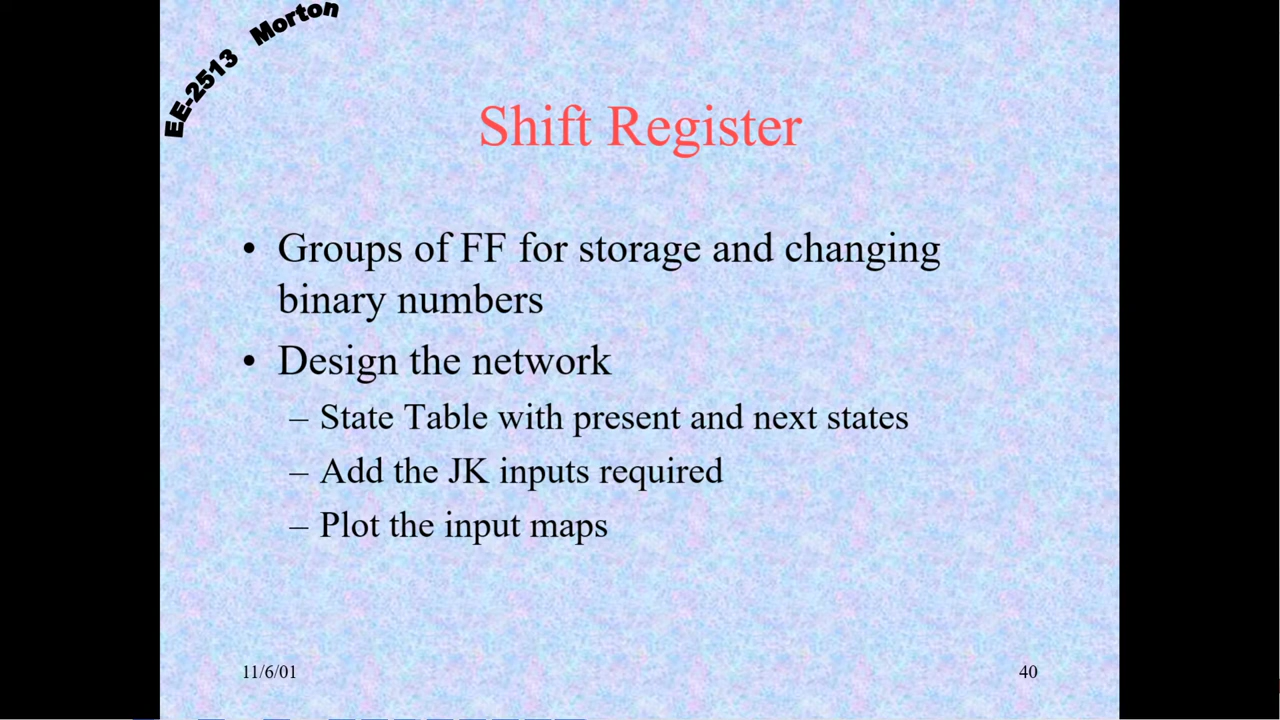 EE-2513 Morton
Shift Register
• Groups of FF for storage and changing
binary numbers
• Design the network
– State Table with present and next states
– Add the JK inputs required
– Plot the input maps
11/6/01
40